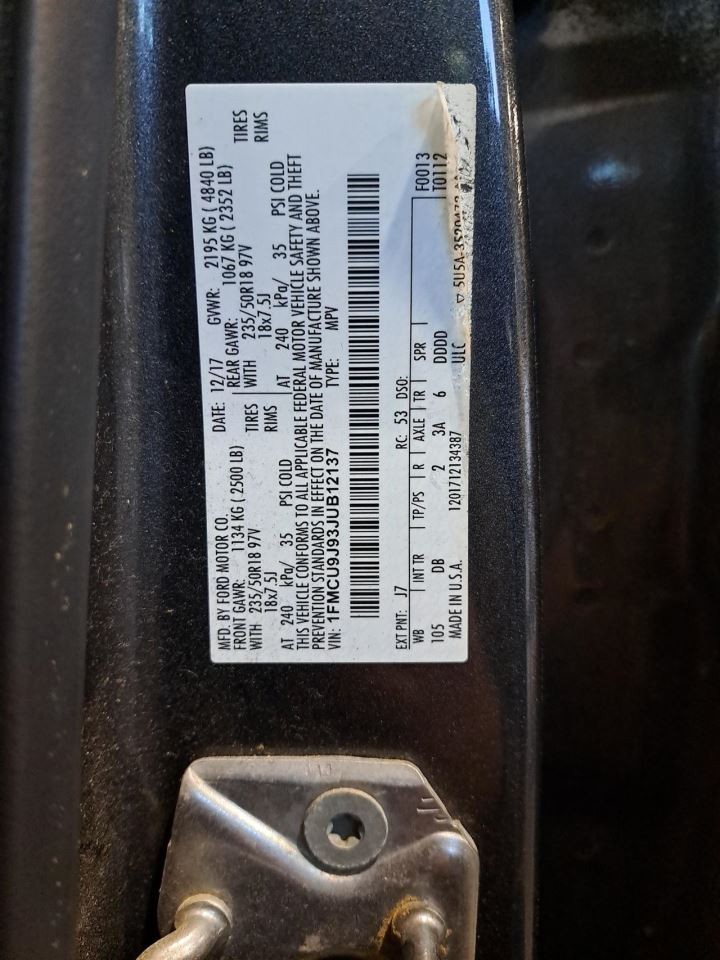 MFD. BY FORD MOTOR CO.
DATE: 12/17 GVWR: 2195 KG ( 4840 LB)
FRONT GAWR: 1134 KG ( 2500 LB) REAR GAWR: 1067 KG ( 2352 LB)
WITH 235/50R18 97V TIRES WITH 235/50R18 97V TIRES
18x7.5J RIMS 18x7.5J RIMS
AT 240 kPa/ 35 PSI COLD AT 240 kPa/ 35 PSI COLD
THIS VEHICLE CONFORMS TO ALL APPLICABLE FEDERAL MOTOR VEHICLE SAFETY AND THEFT
PREVENTION STANDARDS IN EFFECT ON THE DATE OF MANUFACTURE SHOWN ABOVE.
VIN: 1FMCU9J93JUB12137 TYPE: MPV
EXT PNT: J7 RC: 53 DSO:
WB INT TR TP/PS R AXLE TR SPR F0013
105 DB 2 3A 6 DDDD T0112
MADE IN U.S.A. 1201712134387 ULC